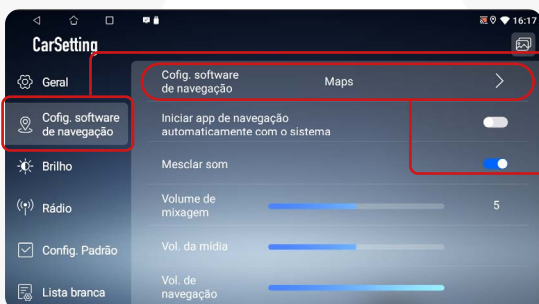 16:17
CarSetting
Geral
Cofig. software
de navegação
Brilho
Rádio
Config. Padrão
Lista branca
Cofig. software
de navegação
Maps
Iniciar app de navegação
automaticamente com o sistema
Mesclar som
Volume de
mixagem
5
Vol. da mídia
Vol. de
navegação